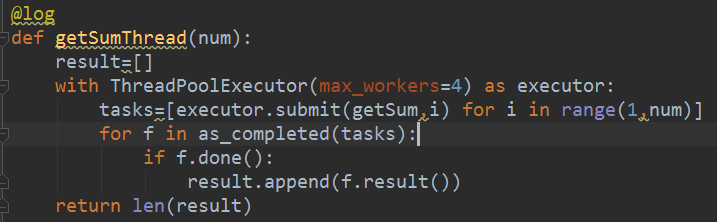 @log
def getSumThread(num):
    result=[]
    with ThreadPoolExecutor(max_workers=4) as executor:
        tasks=[executor.submit(getSum,i) for i in range(1,num)]
        for f in as_completed(tasks):
            if f.done():
                result.append(f.result())
    return len(result)